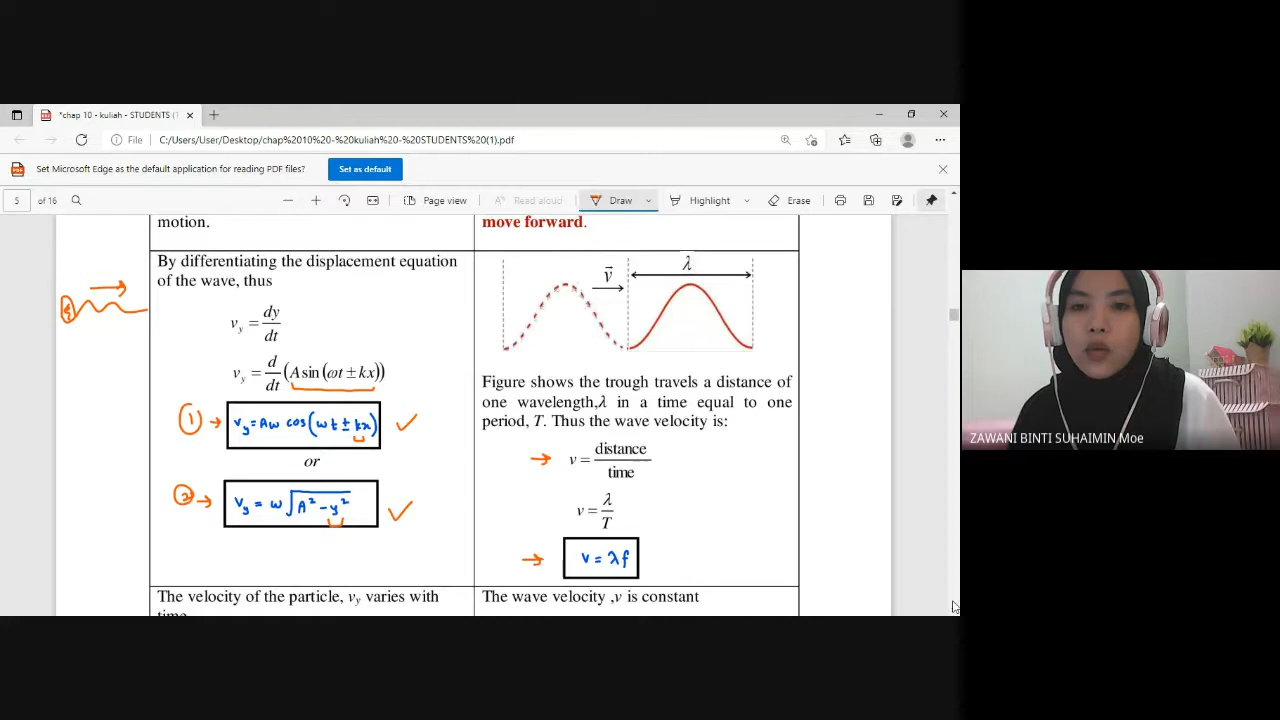 *chap 10 - kuliah - STUDENTS (1
File
C:/Users/User/Desktop/chap%2010%20-%20kuliah%20-%20STUDENTS%20(1).pdf
Set Microsoft Edge as the default application for reading PDF files?
Set as default
5 of 16
Page view
Read aloud
Draw
Highlight
Erase
motion.
By differentiating the displacement equation
of the wave, thus
v_y = dy/dt
v_y = d/dt (A sin(ωt ± kx))
① → v_y = Aω cos(ωt ± kx)
or
② → v_y = ω√(A² − y²)
The velocity of the particle, v_y varies with
time.
move forward.
v⃗
λ
Figure shows the trough travels a distance of
one wavelength,λ in a time equal to one
period, T. Thus the wave velocity is:
v = distance/time
v = λ/T
v = λf
The wave velocity ,v is constant
ZAWANI BINTI SUHAIMIN Moe